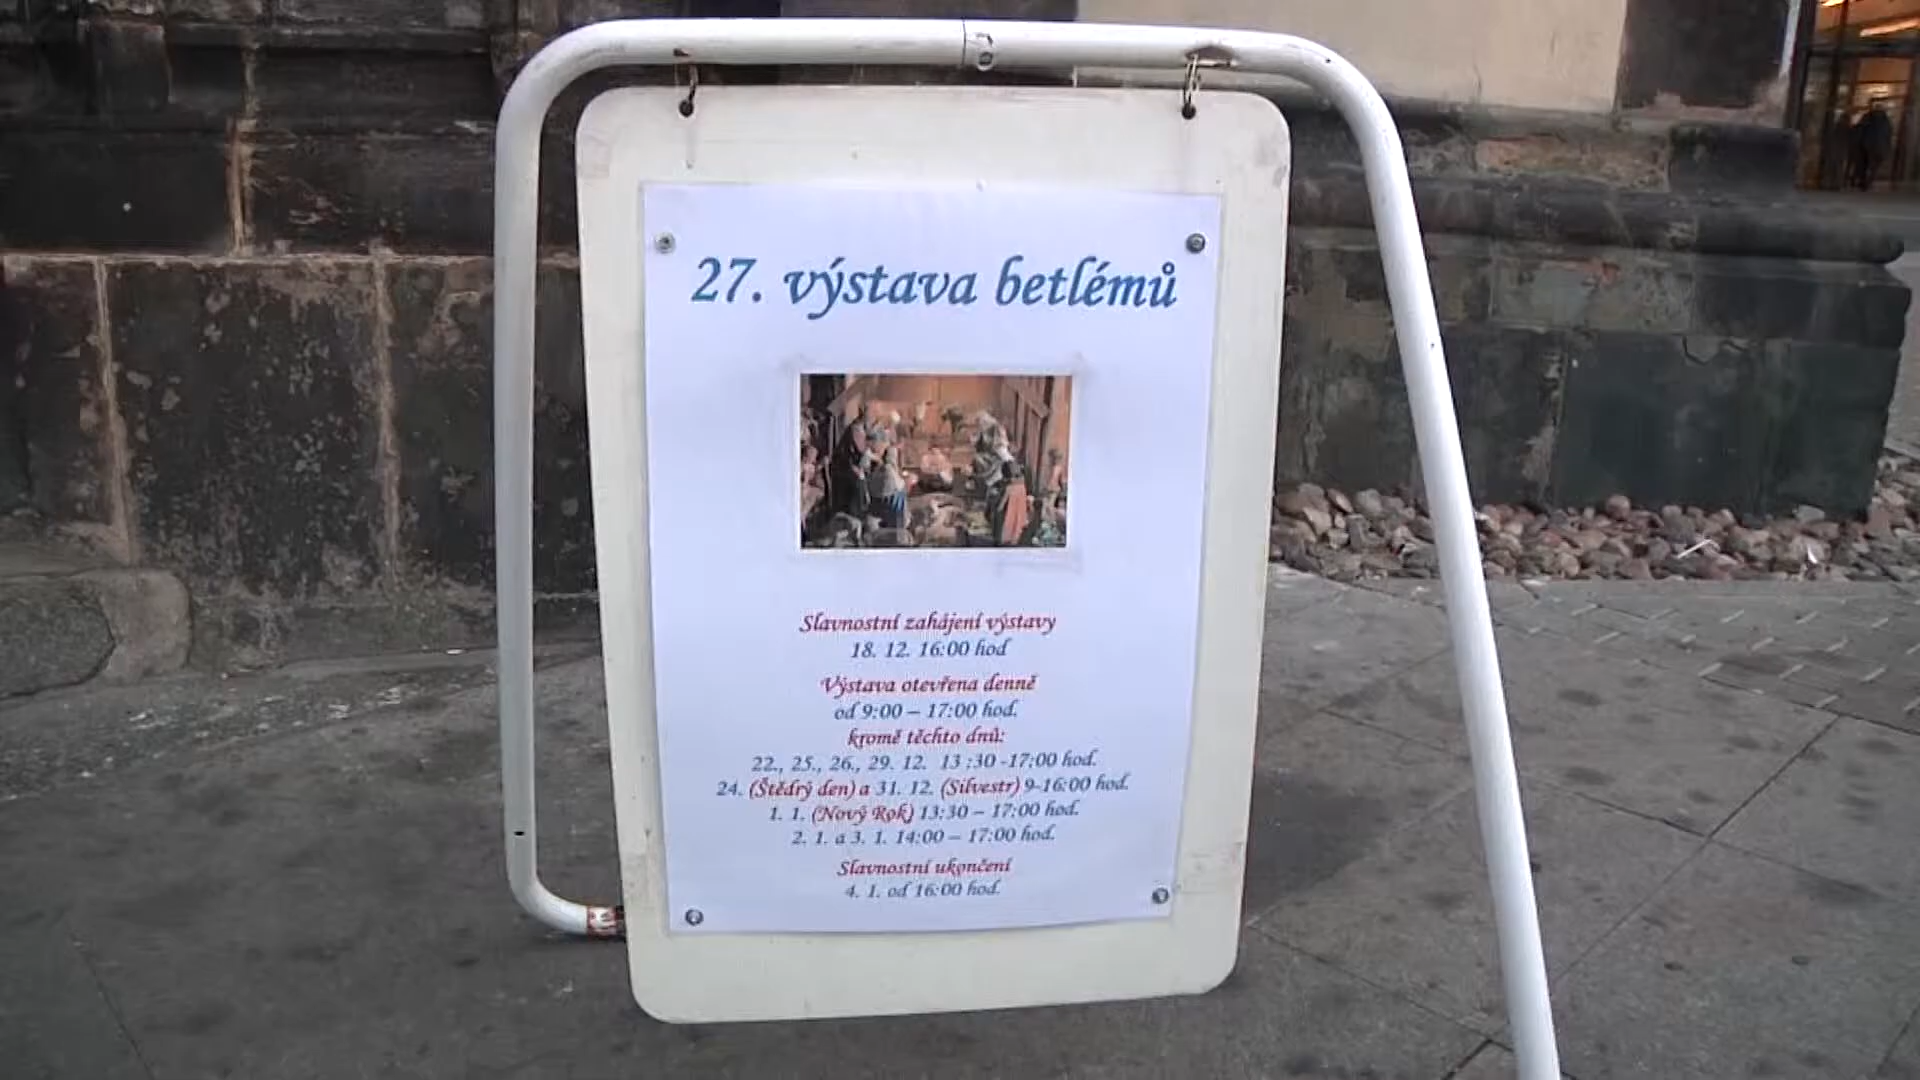 27. výstava betlémů
Slavnostní zahájení výstavy
18. 12. 16:00 hod
Výstava otevřena denně
od 9:00 – 17:00 hod.
kromě těchto dnů:
22., 25., 26., 29. 12. 13 :30 -17:00 hod.
24. (Štědrý den) a 31. 12. (Silvestr) 9-16:00 hod.
1. 1. (Nový Rok) 13:30 – 17:00 hod.
2. 1. a 3. 1. 14:00 – 17:00 hod.
Slavnostní ukončení
4. 1. od 16:00 hod.